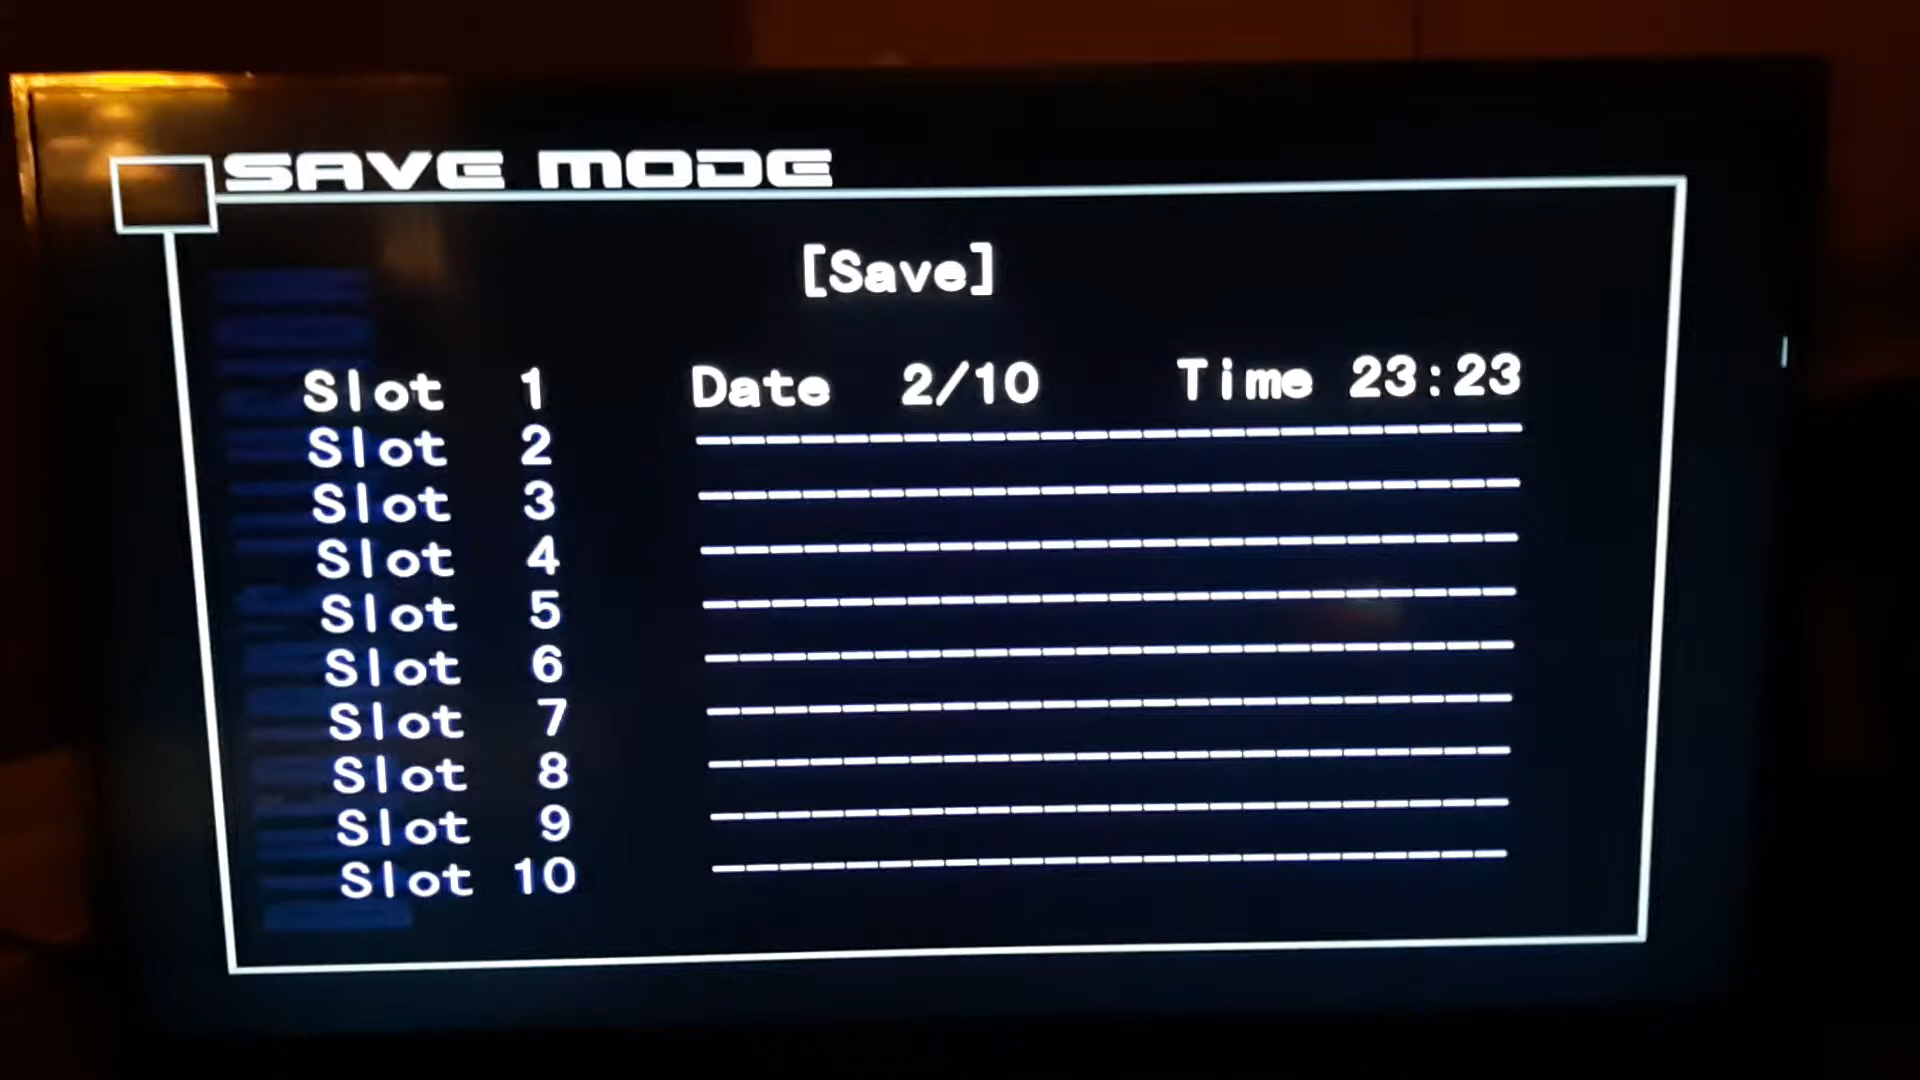 SAVE MODE
[Save]
Slot 1 Date 2/10 Time 23:23
Slot 2 ------------------------
Slot 3 ------------------------
Slot 4 ------------------------
Slot 5 ------------------------
Slot 6 ------------------------
Slot 7 ------------------------
Slot 8 ------------------------
Slot 9 ------------------------
Slot 10 ------------------------